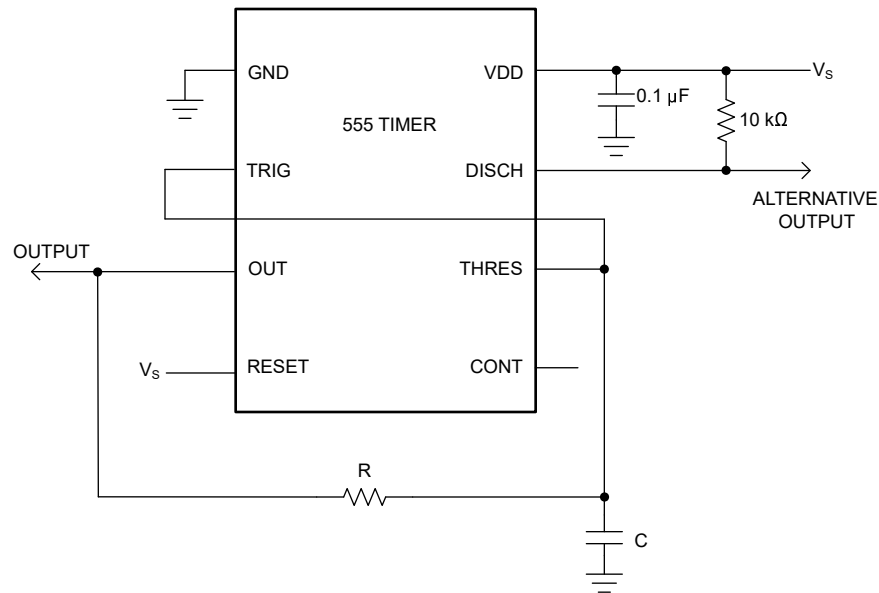 GND
VDD
V_S
0.1 µF
10 kΩ
555 TIMER
TRIG
DISCH
ALTERNATIVE
OUTPUT
OUTPUT
OUT
THRES
V_S
RESET
CONT
R
C